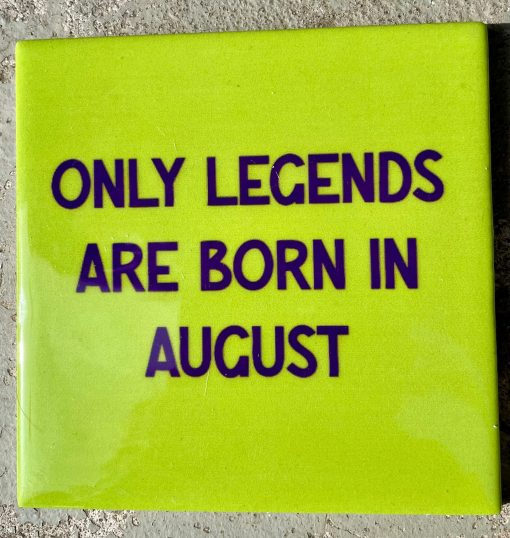 ONLY LEGENDS
ARE BORN IN
AUGUST